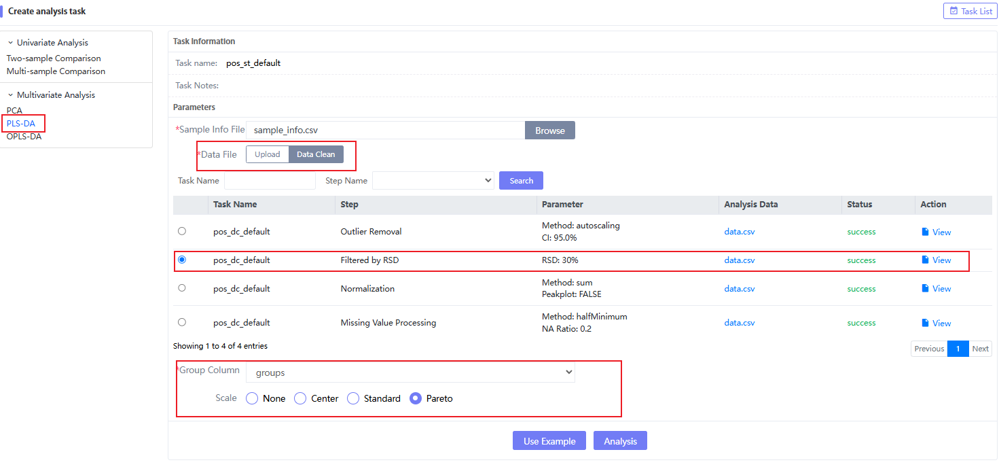 Create analysis task
Task List
Univariate Analysis
Two-sample Comparison
Multi-sample Comparison
Multivariate Analysis
PCA
PLS-DA
OPLS-DA
Task Information
Task name: pos_st_default
Task Notes:
Parameters
*Sample Info File sample_info.csv Browse
*Data File Upload Data Clean
Task Name Step Name Search
Task Name Step Parameter Analysis Data Status Action
pos_dc_default Outlier Removal Method: autoscaling data.csv success View
CI: 95.0%
pos_dc_default Filtered by RSD RSD: 30% data.csv success View
pos_dc_default Normalization Method: sum data.csv success View
Peakplot: FALSE
pos_dc_default Missing Value Processing Method: halfMinimum data.csv success View
NA Ratio: 0.2
Showing 1 to 4 of 4 entries
Previous 1 Next
*Group Column groups
Scale None Center Standard Pareto
Use Example Analysis